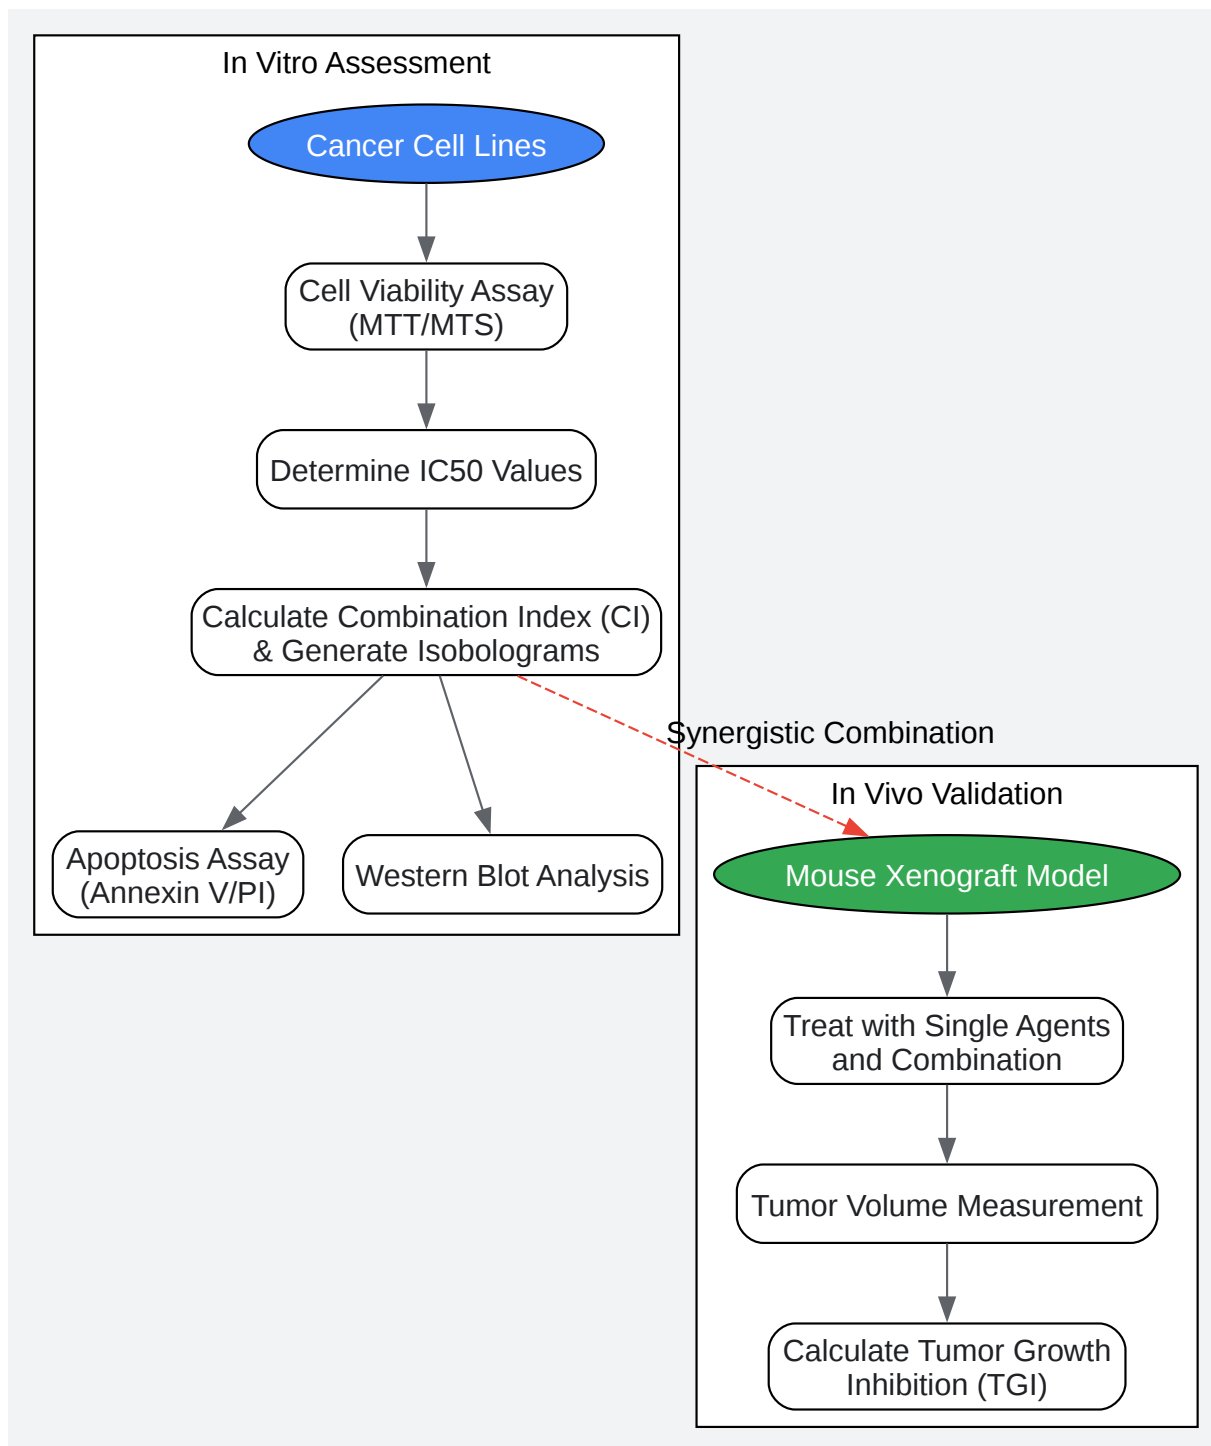 In Vitro Assessment
Cancer Cell Lines
Cell Viability Assay
(MTT/MTS)
Determine IC50 Values
Calculate Combination Index (CI)
& Generate Isobolograms
Synergistic Combination
Apoptosis Assay
(Annexin V/PI)
Western Blot Analysis
In Vivo Validation
Mouse Xenograft Model
Treat with Single Agents
and Combination
Tumor Volume Measurement
Calculate Tumor Growth
Inhibition (TGI)